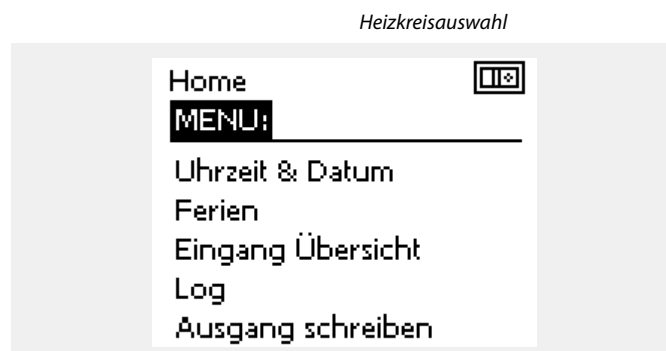 Heizkreisauswahl
Home
MENU:
Uhrzeit & Datum
Ferien
Eingang Übersicht
Log
Ausgang schreiben